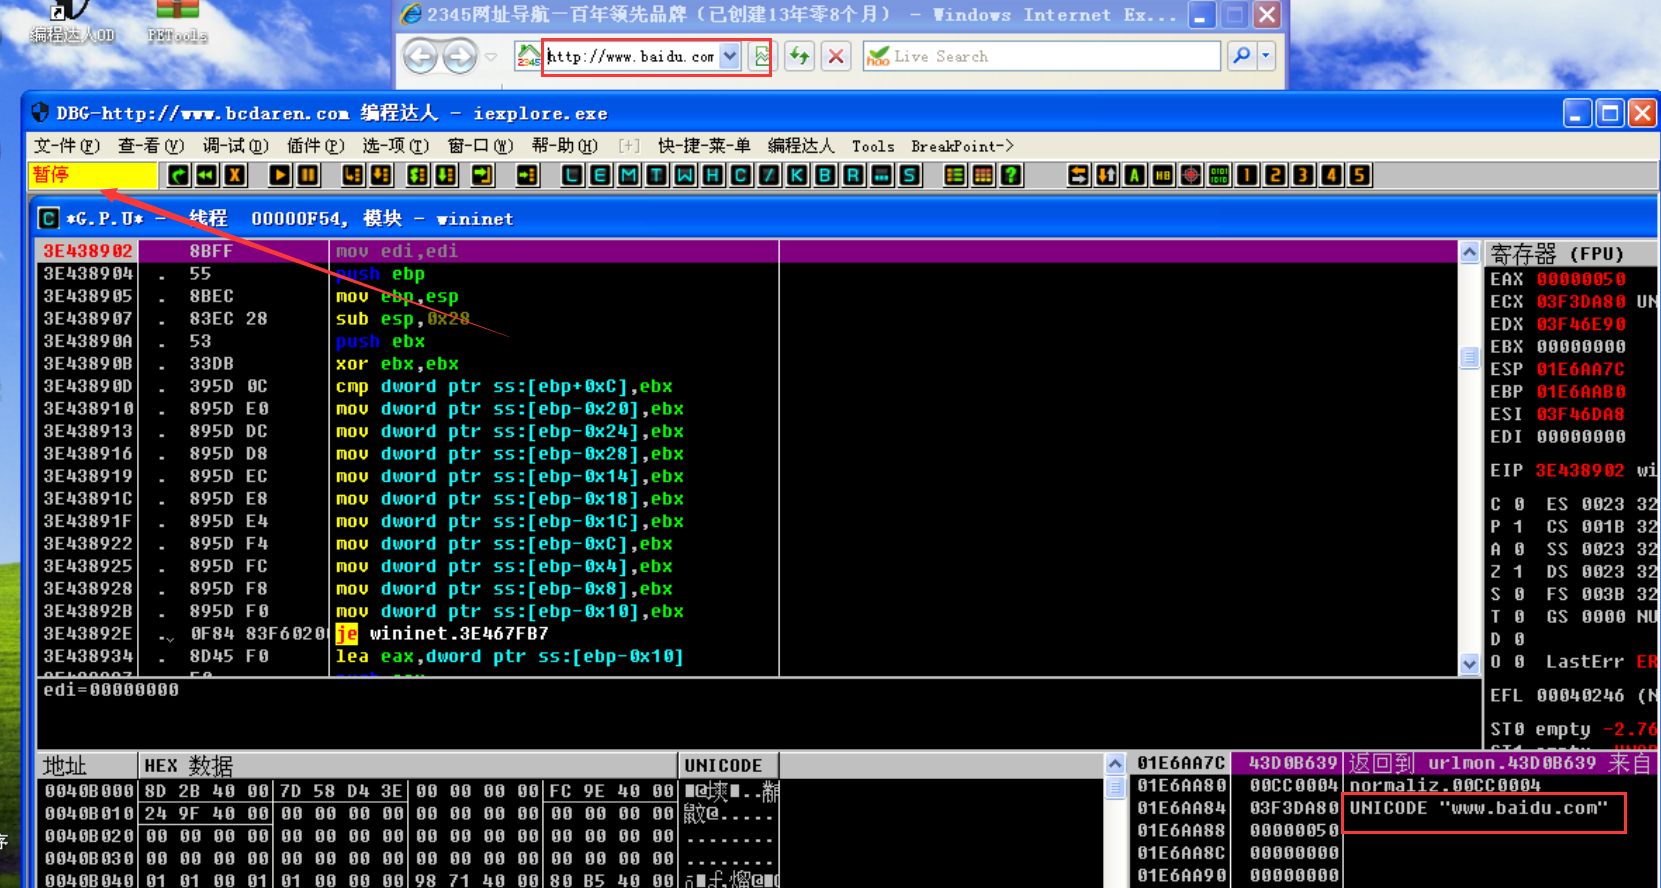 编程达人OD
PETools
2345网址导航一百年领先品牌（已创建13年零8个月） - Windows Internet Ex...
http://www.baidu.com
Live Search
DBG-http://www.bcdaren.com 编程达人 - iexplore.exe
文-件(F) 查-看(V) 调-试(D) 插件(P) 选-项(T) 窗-口(W) 帮-助(H) [+] 快-捷-菜-单 编程达人 Tools BreakPoint->
暂停
L E M T W H C / K B R ... S
? A HB 1 2 3 4 5
C *G.P.U* - 线程 00000F54, 模块 - wininet
3E438902 8BFF mov edi,edi
3E438904 . 55 push ebp
3E438905 . 8BEC mov ebp,esp
3E438907 . 83EC 28 sub esp,0x28
3E43890A . 53 push ebx
3E43890B . 33DB xor ebx,ebx
3E43890D . 395D 0C cmp dword ptr ss:[ebp+0xC],ebx
3E438910 . 895D E0 mov dword ptr ss:[ebp-0x20],ebx
3E438913 . 895D DC mov dword ptr ss:[ebp-0x24],ebx
3E438916 . 895D D8 mov dword ptr ss:[ebp-0x28],ebx
3E438919 . 895D EC mov dword ptr ss:[ebp-0x14],ebx
3E43891C . 895D E8 mov dword ptr ss:[ebp-0x18],ebx
3E43891F . 895D E4 mov dword ptr ss:[ebp-0x1C],ebx
3E438922 . 895D F4 mov dword ptr ss:[ebp-0xC],ebx
3E438925 . 895D FC mov dword ptr ss:[ebp-0x4],ebx
3E438928 . 895D F8 mov dword ptr ss:[ebp-0x8],ebx
3E43892B . 895D F0 mov dword ptr ss:[ebp-0x10],ebx
3E43892E . 0F84 83F6020 je wininet.3E467FB7
3E438934 . 8D45 F0 lea eax,dword ptr ss:[ebp-0x10]
edi=00000000
寄存器 (FPU)
EAX 00000050
ECX 03F3DA80 UN
EDX 03F46E90
EBX 00000000
ESP 01E6AA7C
EBP 01E6AAB0
ESI 03F46DA8
EDI 00000000
EIP 3E438902 wi
C 0 ES 0023 32
P 1 CS 001B 32
A 0 SS 0023 32
Z 1 DS 0023 32
S 0 FS 003B 32
T 0 GS 0000 NU
D 0
O 0 LastErr ER
EFL 00040246 (N
ST0 empty -2.76
地址 HEX 数据 UNICODE
0040B000 8D 2B 40 00 7D 58 D4 3E 00 00 00 00 FC 9E 40 00
0040B010 24 9F 40 00 00 00 00 00 00 00 00 00 00 00 00 00
0040B020 00 00 00 00 00 00 00 00 00 00 00 00 00 00 00 00 ........
0040B030 00 00 00 00 00 00 00 00 00 00 00 00 00 00 00 00 ........
0040B040 01 01 00 01 01 00 00 00 98 71 40 00 80 B5 40 00
01E6AA7C 43D0B639 返回到 urlmon.43D0B639 来自
01E6AA80 00CC0004 normaliz.00CC0004
01E6AA84 03F3DA80 UNICODE "www.baidu.com"
01E6AA88 00000050
01E6AA8C 00000000
01E6AA90 00000000